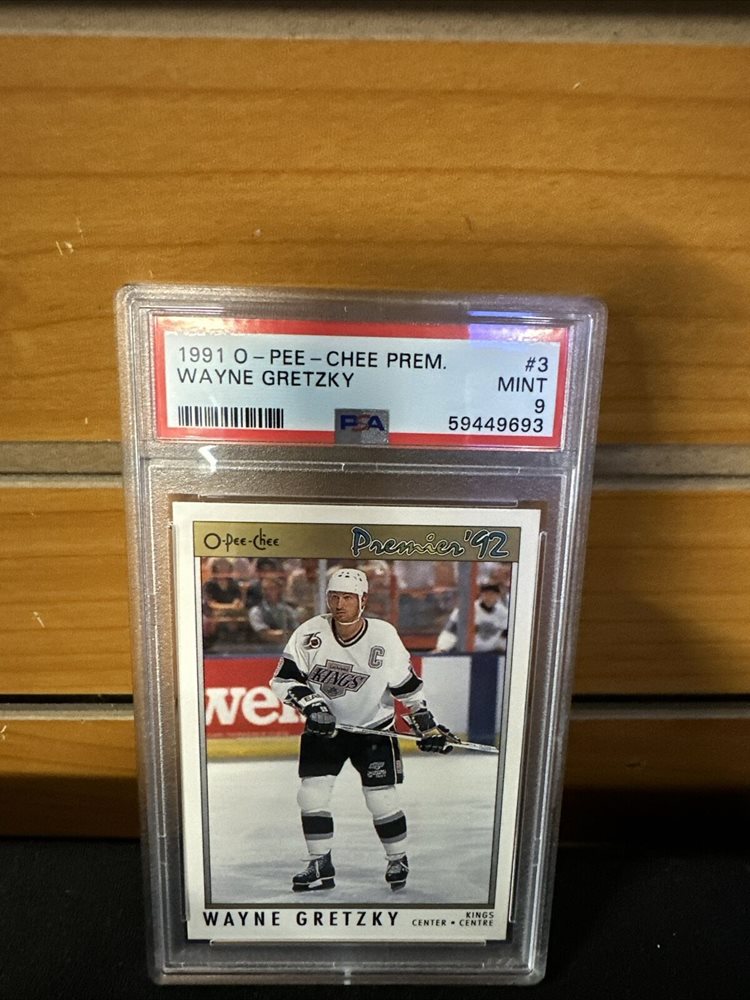 1991 O-PEE-CHEE PREM. #3
WAYNE GRETZKY MINT
9
PSA 59449693
O-Pee-Chee Premier '92
75
C
KINGS
WAYNE GRETZKY KINGS
CENTER • CENTRE